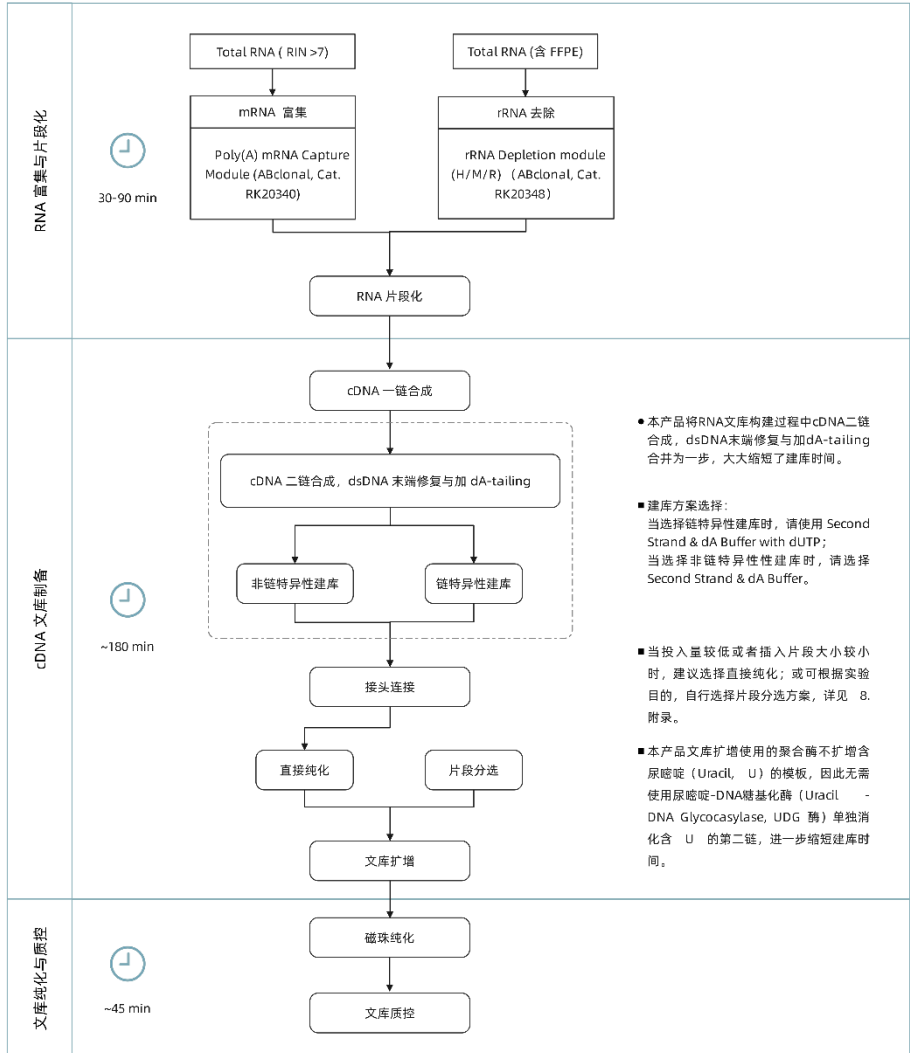 RNA 富集与片段化
30-90 min
Total RNA ( RIN >7)
Total RNA (含 FFPE)
mRNA 富集
Poly(A) mRNA Capture
Module (ABclonal, Cat.
RK20340)
rRNA 去除
rRNA Depletion module
(H/M/R) （ABclonal, Cat.
RK20348）
RNA 片段化
cDNA 文库制备
~180 min
cDNA 一链合成
cDNA 二链合成，dsDNA 末端修复与加 dA-tailing
非链特异性建库
链特异性建库
接头连接
直接纯化
片段分选
文库扩增
● 本产品将RNA文库构建过程中cDNA二链
合成，dsDNA末端修复与加dA-tailing
合并为一步，大大缩短了建库时间。
■ 建库方案选择：
当选择链特异性建库时，请使用 Second
Strand & dA Buffer with dUTP；
当选择非链特异性性建库时，请选择
Second Strand & dA Buffer。
■ 当投入量较低或者插入片段大小较小
时，建议选择直接纯化；或可根据实验
目的，自行选择片段分选方案，详见 8.
附录。
■ 本产品文库扩增使用的聚合酶不扩增含
尿嘧啶（Uracil, U）的模板，因此无需
使用尿嘧啶-DNA糖基化酶（Uracil -
DNA Glycocasylase, UDG 酶）单独消
化含 U 的第二链，进一步缩短建库时
间。
文库纯化与质控
~45 min
磁珠纯化
文库质控